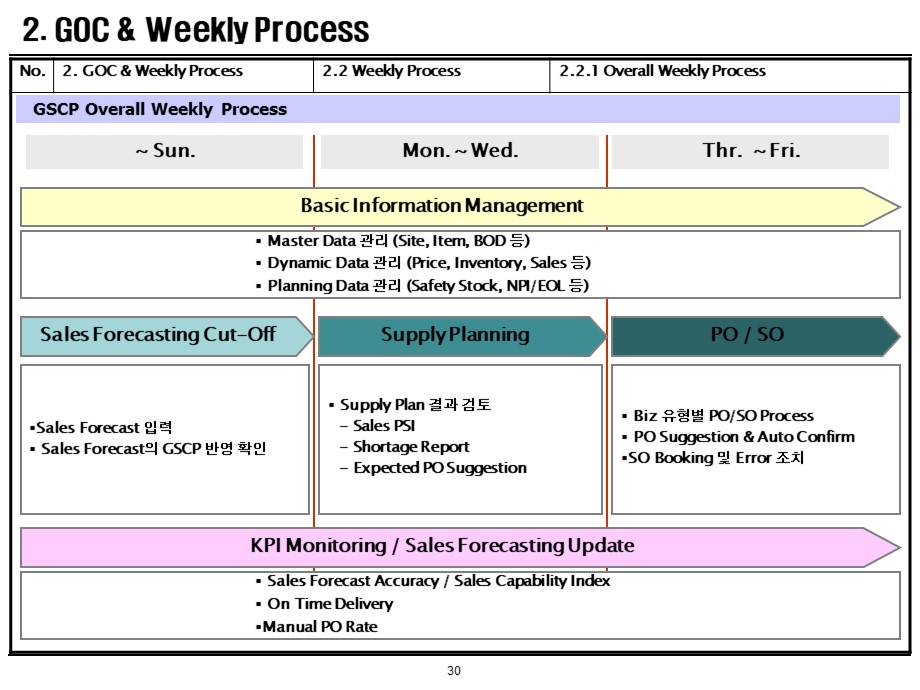 2. GOC & Weekly Process
No. 2. GOC & Weekly Process 2.2 Weekly Process 2.2.1 Overall Weekly Process
GSCP Overall Weekly Process
~ Sun. Mon. ~ Wed. Thr. ~ Fri.
Basic Information Management
▪ Master Data 관리 (Site, Item, BOD 등)
▪ Dynamic Data 관리 (Price, Inventory, Sales 등)
▪ Planning Data 관리 (Safety Stock, NPI/EOL 등)
Sales Forecasting Cut-Off
▪Sales Forecast 입력
▪ Sales Forecast의 GSCP 반영 확인
Supply Planning
▪ Supply Plan 결과 검토
– Sales PSI
– Shortage Report
– Expected PO Suggestion
PO / SO
▪ Biz 유형별 PO/SO Process
▪ PO Suggestion & Auto Confirm
▪SO Booking 및 Error 조치
KPI Monitoring / Sales Forecasting Update
▪ Sales Forecast Accuracy / Sales Capability Index
▪ On Time Delivery
▪Manual PO Rate
30